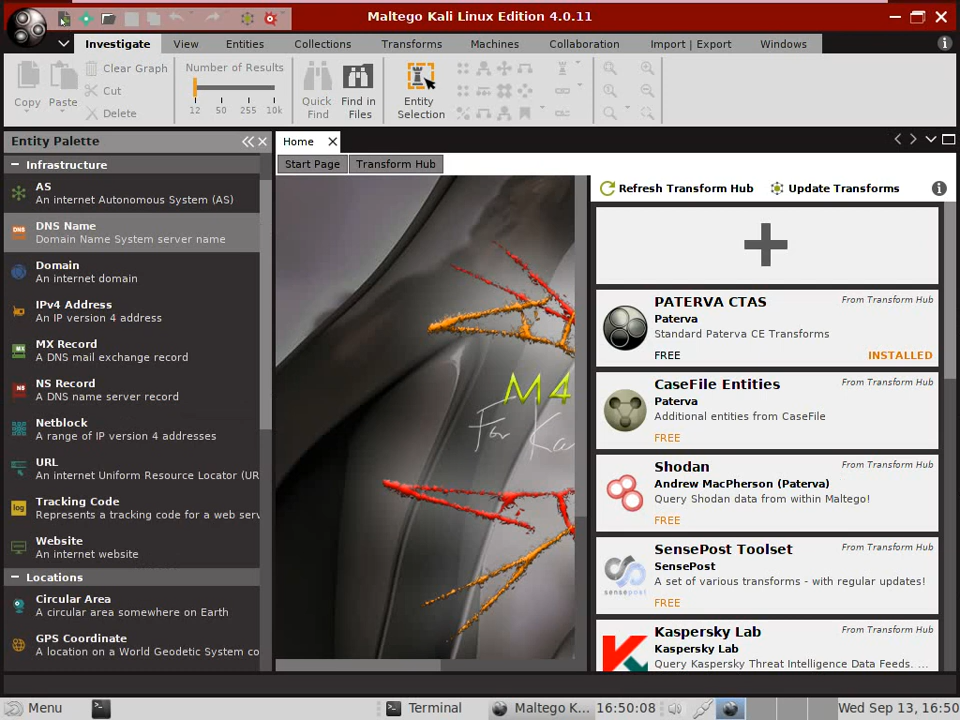 Maltego Kali Linux Edition 4.0.11
Investigate View Entities Collections Transforms Machines Collaboration Import | Export Windows
Clear Graph
Cut
Delete
Copy Paste
Number of Results
12 50 255 10k
Quick Find
Find in Files
Entity Selection
Entity Palette
Home
Start Page Transform Hub
Infrastructure
AS
An internet Autonomous System (AS)
DNS Name
Domain Name System server name
Domain
An internet domain
IPv4 Address
An IP version 4 address
MX Record
A DNS mail exchange record
NS Record
A DNS name server record
Netblock
A range of IP version 4 addresses
URL
An internet Uniform Resource Locator (UR
Tracking Code
Represents a tracking code for a web serv
Website
An internet website
Locations
Circular Area
A circular area somewhere on Earth
GPS Coordinate
A location on a World Geodetic System co
M4
For Ka
Refresh Transform Hub Update Transforms
PATERVA CTAS From Transform Hub
Paterva
Standard Paterva CE Transforms
FREE INSTALLED
CaseFile Entities From Transform Hub
Paterva
Additional entities from CaseFile
FREE
Shodan From Transform Hub
Andrew MacPherson (Paterva)
Query Shodan data from within Maltego!
FREE
SensePost Toolset From Transform Hub
SensePost
A set of various transforms - with regular updates!
FREE
sensepost
Kaspersky Lab From Transform Hub
Kaspersky Lab
Query Kaspersky Threat Intelligence Data Feeds. ...
Menu Terminal Maltego K... 16:50:08 Wed Sep 13, 16:50